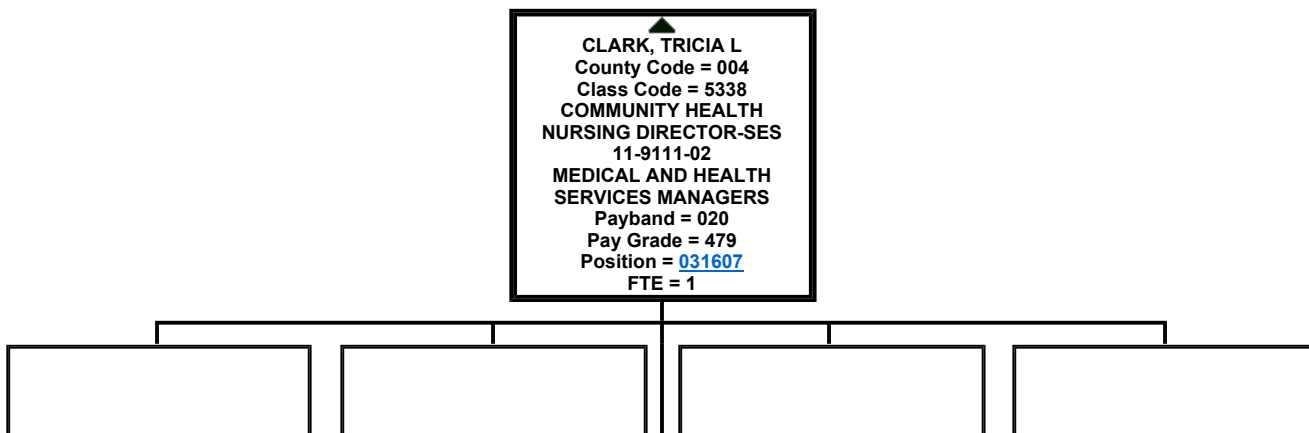 CLARK, TRICIA L
County Code = 004
Class Code = 5338
COMMUNITY HEALTH
NURSING DIRECTOR-SES
11-9111-02
MEDICAL AND HEALTH
SERVICES MANAGERS
Payband = 020
Pay Grade = 479
Position = 031607
FTE = 1